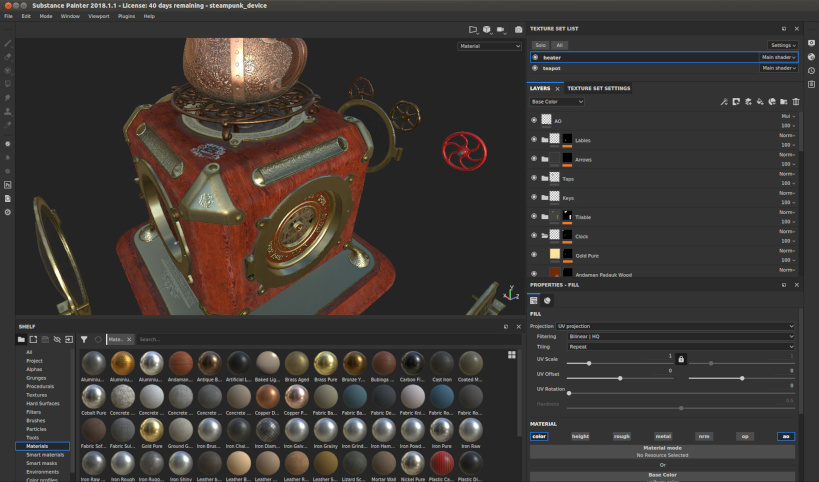 Substance Painter 2018.1.1 - License: 40 days remaining - steampunk_device
File Edit Mode Window Viewport Plugins Help
Material
TEXTURE SET LIST
Solo All Settings
heater Main shader
teapot Main shader
LAYERS TEXTURE SET SETTINGS
Base Color
AO Mul 100
Lables Norm 100
Arrows Norm 100
Taps Norm 100
Keys Norm 100
Tilable Norm 100
Clock Norm 100
Gold Pure Norm 100
Andaman Padauk Wood Norm
PROPERTIES - FILL
FILL
Projection UV projection
Filtering Bilinear | HQ
Tiling Repeat
UV Scale 1 1
UV Offset 0 0
UV Rotation 0
Hardness
MATERIAL
color height rough metal nrm op ao
Material mode
No Resource Selected
Or
Base Color
SHELF
Mate... Search...
All
Project
Alphas
Grunges
Procedurals
Textures
Hard Surfaces
Filters
Brushes
Particles
Tools
Materials
Smart materials
Smart masks
Environments
Color profiles
Aluminiu... Aluminiu... Aluminiu... Andaman... Antique B... Artificial L... Baked Lig... Brass Aged Brass Pure Bronze Y... Bubinga ... Carbon Fi... Cast Iron Coated M...
Cobalt Pure Concrete ... Concrete ... Concrete ... Concrete ... Concrete ... Copper D... Copper P... Fabric Ba... Fabric Ba... Fabric De... Fabric Kni... Fabric Ro... Fabric Ro...
Fabric Sof... Fabric Sui... Gold Pure Ground G... Iron Brus... Iron Chai... Iron Diam... Iron Galv... Iron Grainy Iron Grind... Iron Ham... Iron Powd... Iron Pure Iron Raw
Iron Raw ... Iron Rough Iron Roug... Iron Shiny Leather b... Leather B... Leather B... Leather M... Leather R... Leather S... Lizard Sc... Mortar Wall Nickel Pure Plastic Ca... Plastic Di...